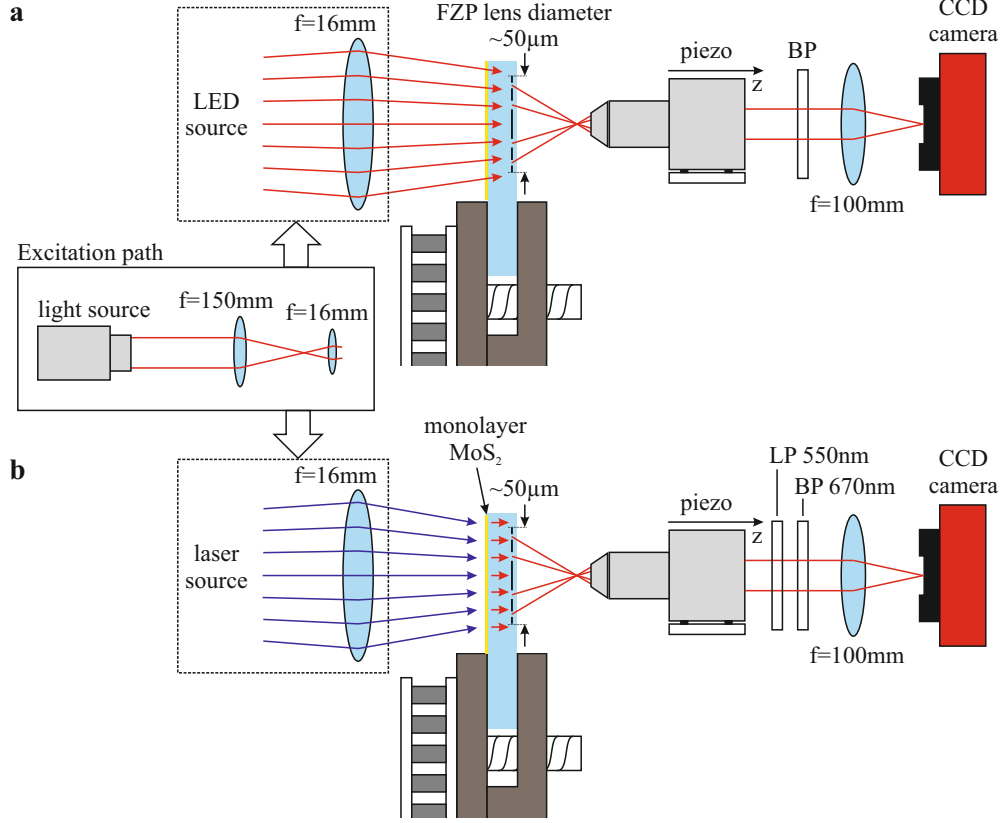 a
f=16mm
LED
source
FZP lens diameter
~50µm
piezo
z
BP
f=100mm
CCD
camera
Excitation path
light source
f=150mm
f=16mm
b
f=16mm
laser
source
monolayer
MoS₂
~50µm
piezo
z
LP 550nm
BP 670nm
f=100mm
CCD
camera